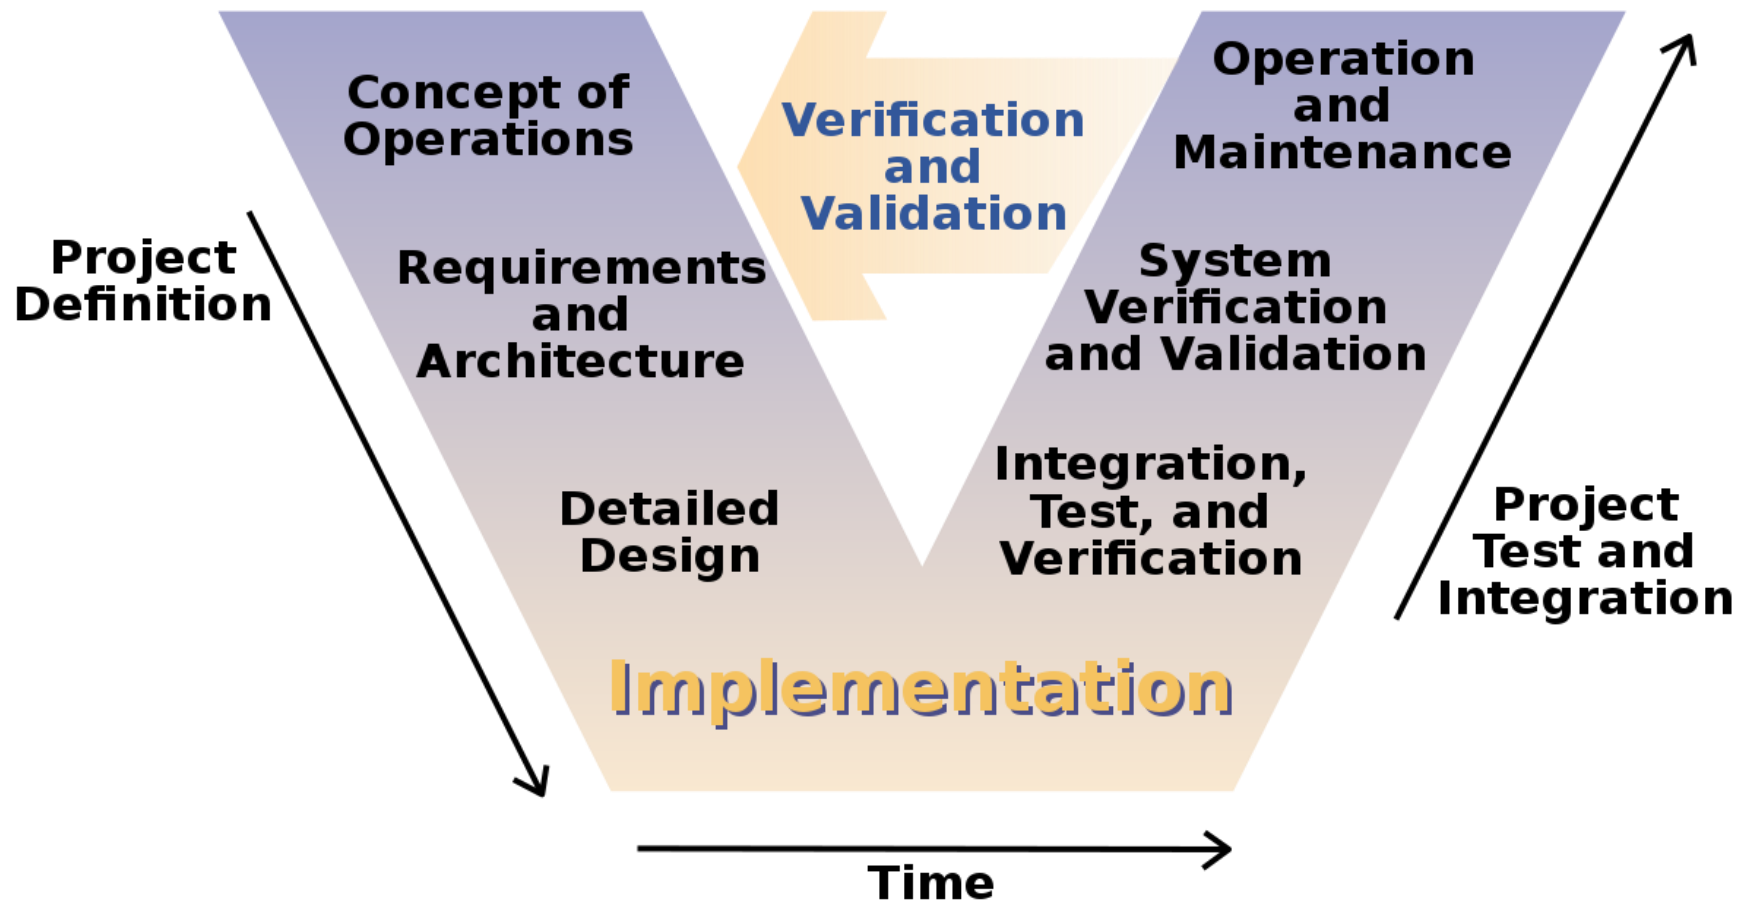 Concept of
Operations
Verification
and
Validation
Operation
and
Maintenance
Project
Definition
Requirements
and
Architecture
System
Verification
and Validation
Detailed
Design
Integration,
Test, and
Verification
Project
Test and
Integration
Implementation
Time